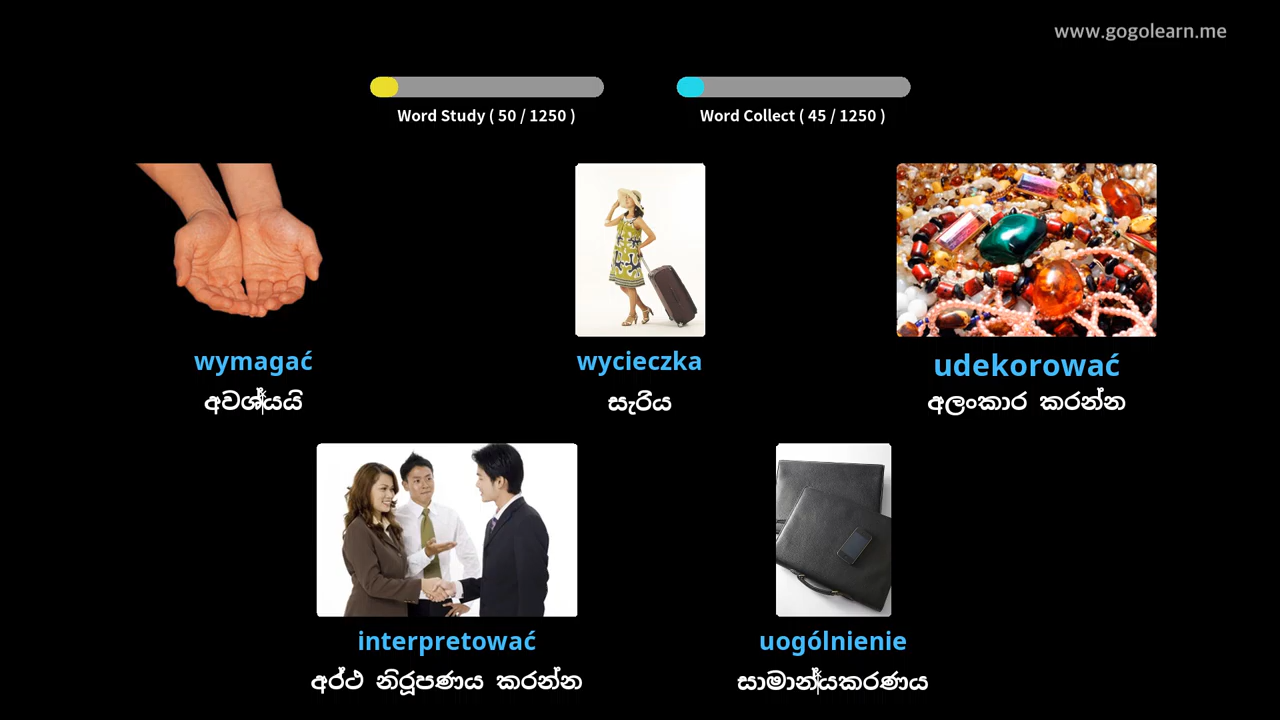 www.gogolearn.me
Word Study ( 50 / 1250 )
Word Collect ( 45 / 1250 )
wymagać
අවශ්‍යයි
wycieczka
සැරිය
udekorować
අලංකාර කරන්න
interpretować
අර්ථ නිරූපණය කරන්න
uogólnienie
සාමාන්‍යකරණය